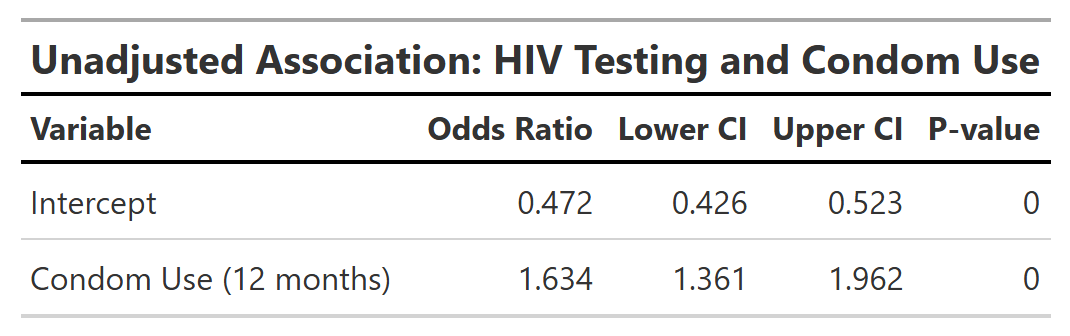 Unadjusted Association: HIV Testing and Condom Use
Variable Odds Ratio Lower CI Upper CI P-value
Intercept 0.472 0.426 0.523 0
Condom Use (12 months) 1.634 1.361 1.962 0